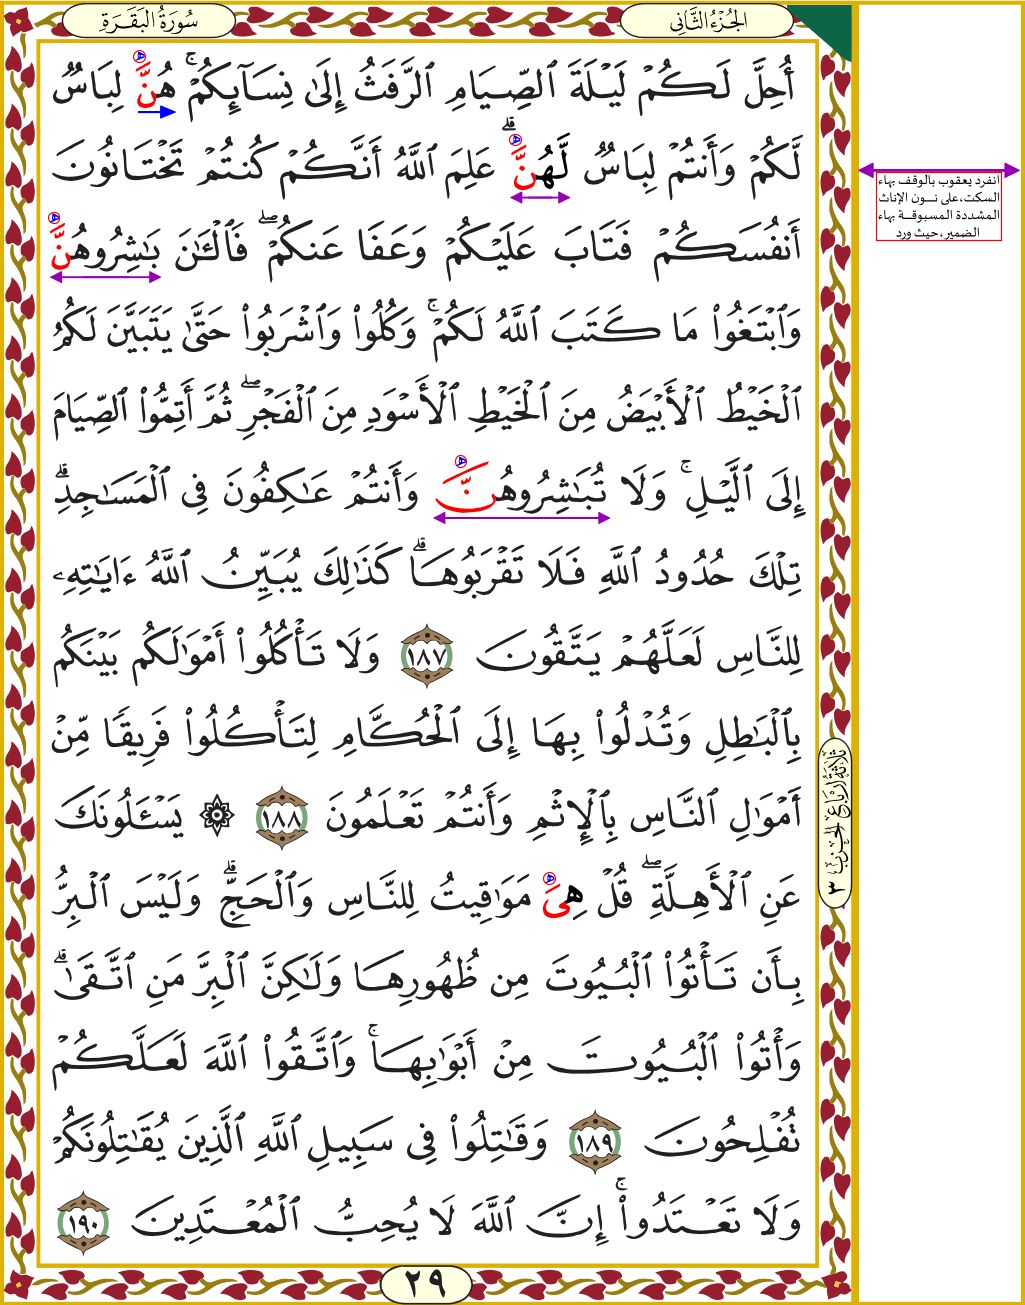 سُورَةُ البَقَرَةِ
الجُزْءُ الثَّانِي
أُحِلَّ لَكُمۡ لَيۡلَةَ ٱلصِّيَامِ ٱلرَّفَثُ إِلَىٰ نِسَآئِكُمۡۚ هُنَّ لِبَاسٞ
لَّكُمۡ وَأَنتُمۡ لِبَاسٞ لَّهُنَّۗ عَلِمَ ٱللَّهُ أَنَّكُمۡ كُنتُمۡ تَخۡتَانُونَ
أَنفُسَكُمۡ فَتَابَ عَلَيۡكُمۡ وَعَفَا عَنكُمۡۖ فَٱلۡـَٰٔنَ بَٰشِرُوهُنَّ
وَٱبۡتَغُواْ مَا كَتَبَ ٱللَّهُ لَكُمۡۚ وَكُلُواْ وَٱشۡرَبُواْ حَتَّىٰ يَتَبَيَّنَ لَكُمُ
ٱلۡخَيۡطُ ٱلۡأَبۡيَضُ مِنَ ٱلۡخَيۡطِ ٱلۡأَسۡوَدِ مِنَ ٱلۡفَجۡرِۖ ثُمَّ أَتِمُّواْ ٱلصِّيَامَ
إِلَى ٱلَّيۡلِۚ وَلَا تُبَٰشِرُوهُنَّ وَأَنتُمۡ عَٰكِفُونَ فِي ٱلۡمَسَٰجِدِۗ
تِلۡكَ حُدُودُ ٱللَّهِ فَلَا تَقۡرَبُوهَاۗ كَذَٰلِكَ يُبَيِّنُ ٱللَّهُ ءَايَٰتِهِۦ
لِلنَّاسِ لَعَلَّهُمۡ يَتَّقُونَ ١٨٧ وَلَا تَأۡكُلُوٓاْ أَمۡوَٰلَكُم بَيۡنَكُم
بِٱلۡبَٰطِلِ وَتُدۡلُواْ بِهَآ إِلَى ٱلۡحُكَّامِ لِتَأۡكُلُواْ فَرِيقٗا مِّنۡ
أَمۡوَٰلِ ٱلنَّاسِ بِٱلۡإِثۡمِ وَأَنتُمۡ تَعۡلَمُونَ ١٨٨ ۞ يَسۡـَٔلُونَكَ
عَنِ ٱلۡأَهِلَّةِۖ قُلۡ هِيَ مَوَٰقِيتُ لِلنَّاسِ وَٱلۡحَجِّۗ وَلَيۡسَ ٱلۡبِرُّ
بِأَن تَأۡتُواْ ٱلۡبُيُوتَ مِن ظُهُورِهَا وَلَٰكِنَّ ٱلۡبِرَّ مَنِ ٱتَّقَىٰۗ
وَأۡتُواْ ٱلۡبُيُوتَ مِنۡ أَبۡوَٰبِهَاۚ وَٱتَّقُواْ ٱللَّهَ لَعَلَّكُمۡ
تُفۡلِحُونَ ١٨٩ وَقَٰتِلُواْ فِي سَبِيلِ ٱللَّهِ ٱلَّذِينَ يُقَٰتِلُونَكُمۡ
وَلَا تَعۡتَدُوٓاْۚ إِنَّ ٱللَّهَ لَا يُحِبُّ ٱلۡمُعۡتَدِينَ ١٩٠
٢٩
انفرد يعقوب بالوقف بهاء
السكت،على نـون الإناث
المشددة المسبوقة بهاء
الضمير،حيث ورد
ثلاثة أرباع الحزب ٣